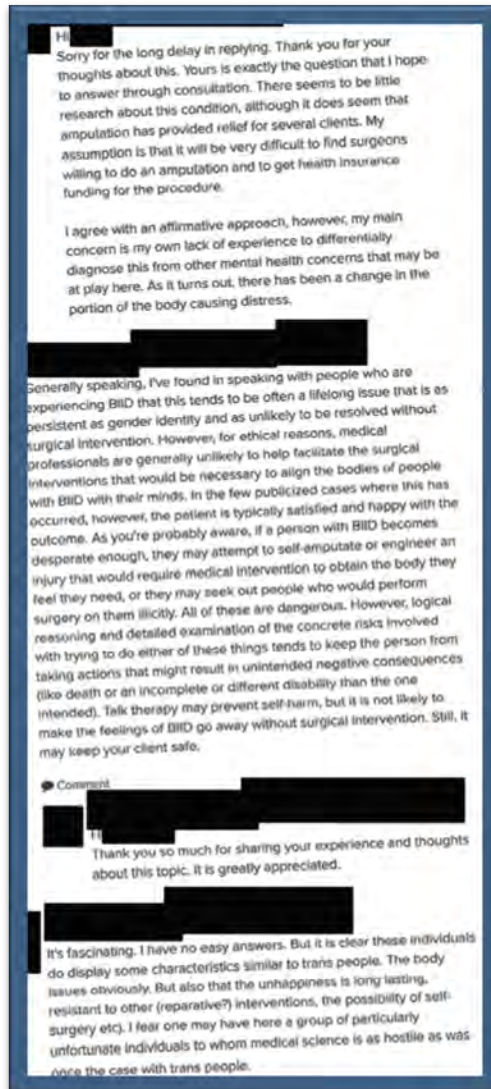 Hi
Sorry for the long delay in replying. Thank you for your
thoughts about this. Yours is exactly the question that I hope
to answer through consultation. There seems to be little
research about this condition, although it does seem that
amputation has provided relief for several clients. My
assumption is that it will be very difficult to find surgeons
willing to do an amputation and to get health insurance
funding for the procedure.
I agree with an affirmative approach, however, my main
concern is my own lack of experience to differentially
diagnose this from other mental health concerns that may be
at play here. As it turns out, there has been a change in the
portion of the body causing distress.
Generally speaking, I've found in speaking with people who are
experiencing BIID that this tends to be often a lifelong issue that is as
persistent as gender identity and as unlikely to be resolved without
surgical intervention. However, for ethical reasons, medical
professionals are generally unlikely to help facilitate the surgical
interventions that would be necessary to align the bodies of people
with BIID with their minds. In the few publicized cases where this has
occurred, however, the patient is typically satisfied and happy with the
outcome. As you're probably aware, if a person with BIID becomes
desperate enough, they may attempt to self-amputate or engineer an
injury that would require medical intervention to obtain the body they
feel they need, or they may seek out people who would perform
surgery on them illicitly. All of these are dangerous. However, logical
reasoning and detailed examination of the concrete risks involved
with trying to do either of these things tends to keep the person from
taking actions that might result in unintended negative consequences
(like death or an incomplete or different disability than the one
intended). Talk therapy may prevent self-harm, but it is not likely to
make the feelings of BIID go away without surgical intervention. Still, it
may keep your client safe.
Comment
Hi
Thank you so much for sharing your experience and thoughts
about this topic. It is greatly appreciated.
It's fascinating. I have no easy answers. But it is clear these individuals
do display some characteristics similar to trans people. The body
issues obviously. But also that the unhappiness is long lasting,
resistant to other (reparative?) interventions, the possibility of self-
surgery etc). I fear one may have here a group of particularly
unfortunate individuals to whom medical science is as hostile as was
once the case with trans people.